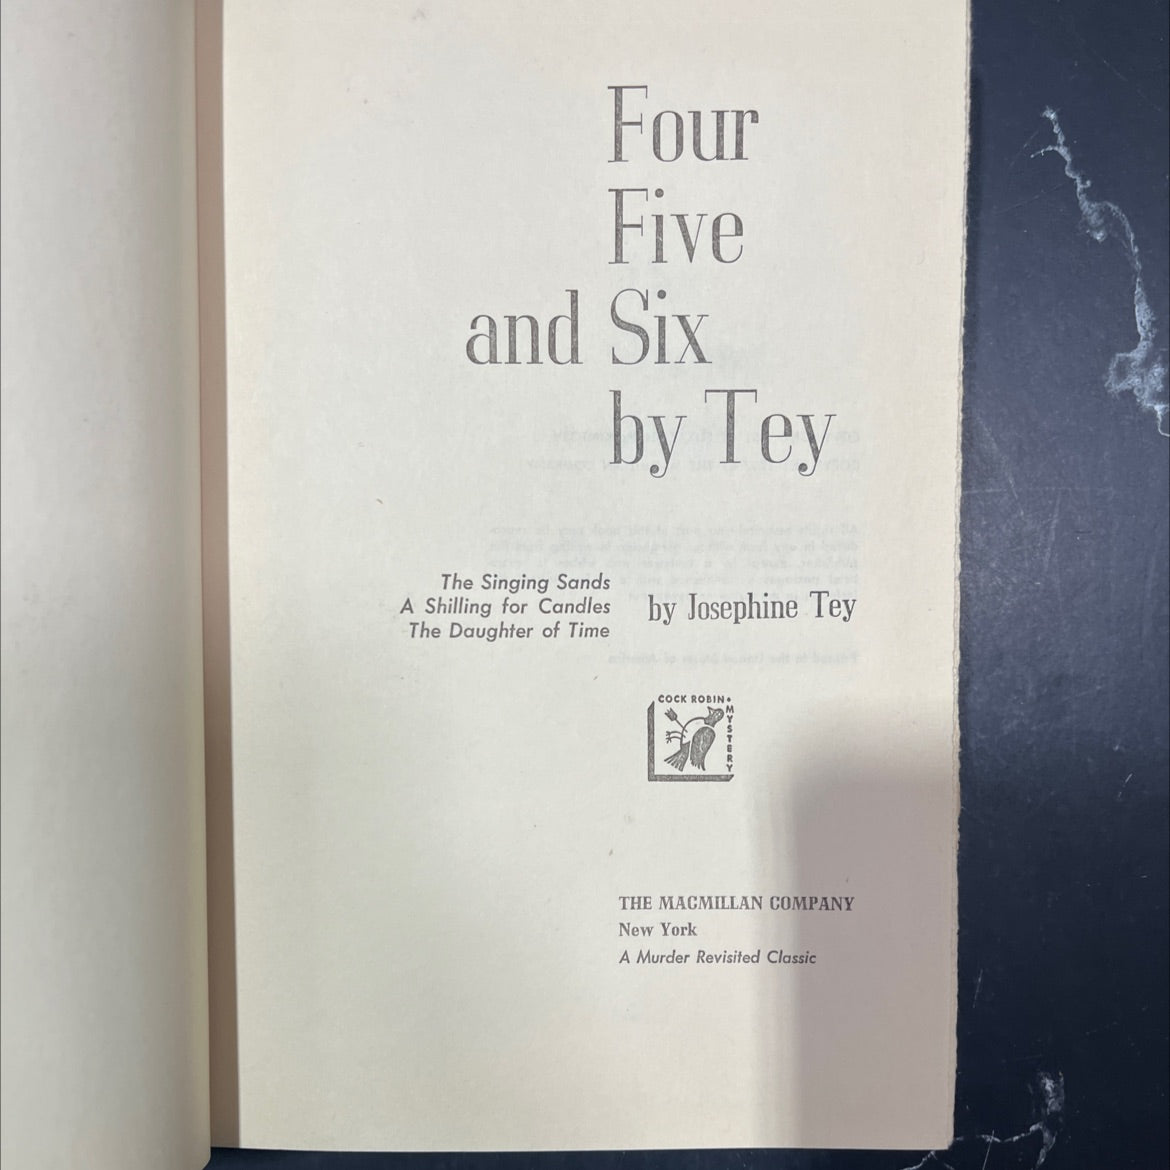 Four
Five
and Six
by Tey
The Singing Sands
A Shilling for Candles
The Daughter of Time
by Josephine Tey
COCK ROBIN•
MYSTERY
THE MACMILLAN COMPANY
New York
A Murder Revisited Classic